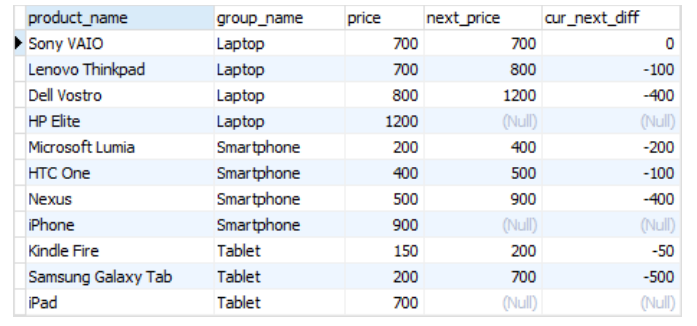 product_name group_name price next_price cur_next_diff
Sony VAIO Laptop 700 700 0
Lenovo Thinkpad Laptop 700 800 -100
Dell Vostro Laptop 800 1200 -400
HP Elite Laptop 1200 (Null) (Null)
Microsoft Lumia Smartphone 200 400 -200
HTC One Smartphone 400 500 -100
Nexus Smartphone 500 900 -400
iPhone Smartphone 900 (Null) (Null)
Kindle Fire Tablet 150 200 -50
Samsung Galaxy Tab Tablet 200 700 -500
iPad Tablet 700 (Null) (Null)